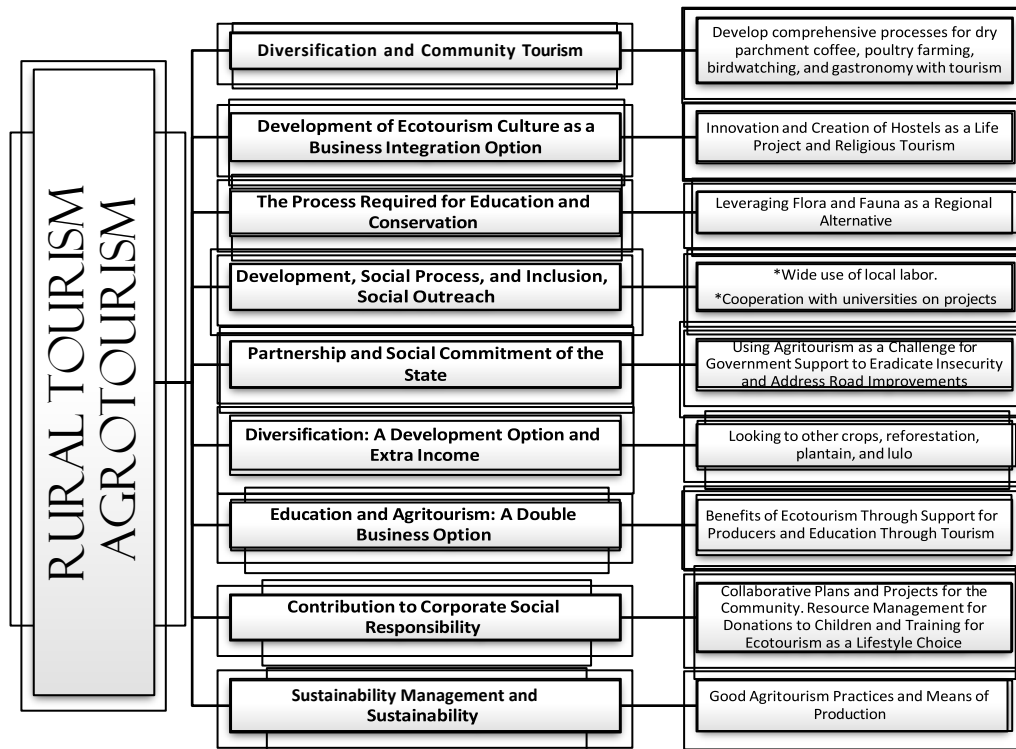 RURAL TOURISM
AGROTOURISM
Diversification and Community Tourism
Develop comprehensive processes for dry
parchment coffee, poultry farming,
birdwatching, and gastronomy with tourism
Development of Ecotourism Culture as a
Business Integration Option
Innovation and Creation of Hostels as a Life
Project and Religious Tourism
The Process Required for Education and
Conservation
Leveraging Flora and Fauna as a Regional
Alternative
Development, Social Process, and Inclusion,
Social Outreach
*Wide use of local labor.
*Cooperation with universities on projects
Partnership and Social Commitment of the
State
Using Agritourism as a Challenge for
Government Support to Eradicate Insecurity
and Address Road Improvements
Diversification: A Development Option and
Extra Income
Looking to other crops, reforestation,
plantain, and lulo
Education and Agritourism: A Double
Business Option
Benefits of Ecotourism Through Support for
Producers and Education Through Tourism
Contribution to Corporate Social
Responsibility
Collaborative Plans and Projects for the
Community. Resource Management for
Donations to Children and Training for
Ecotourism as a Lifestyle Choice
Sustainability Management and
Sustainability
Good Agritourism Practices and Means of
Production